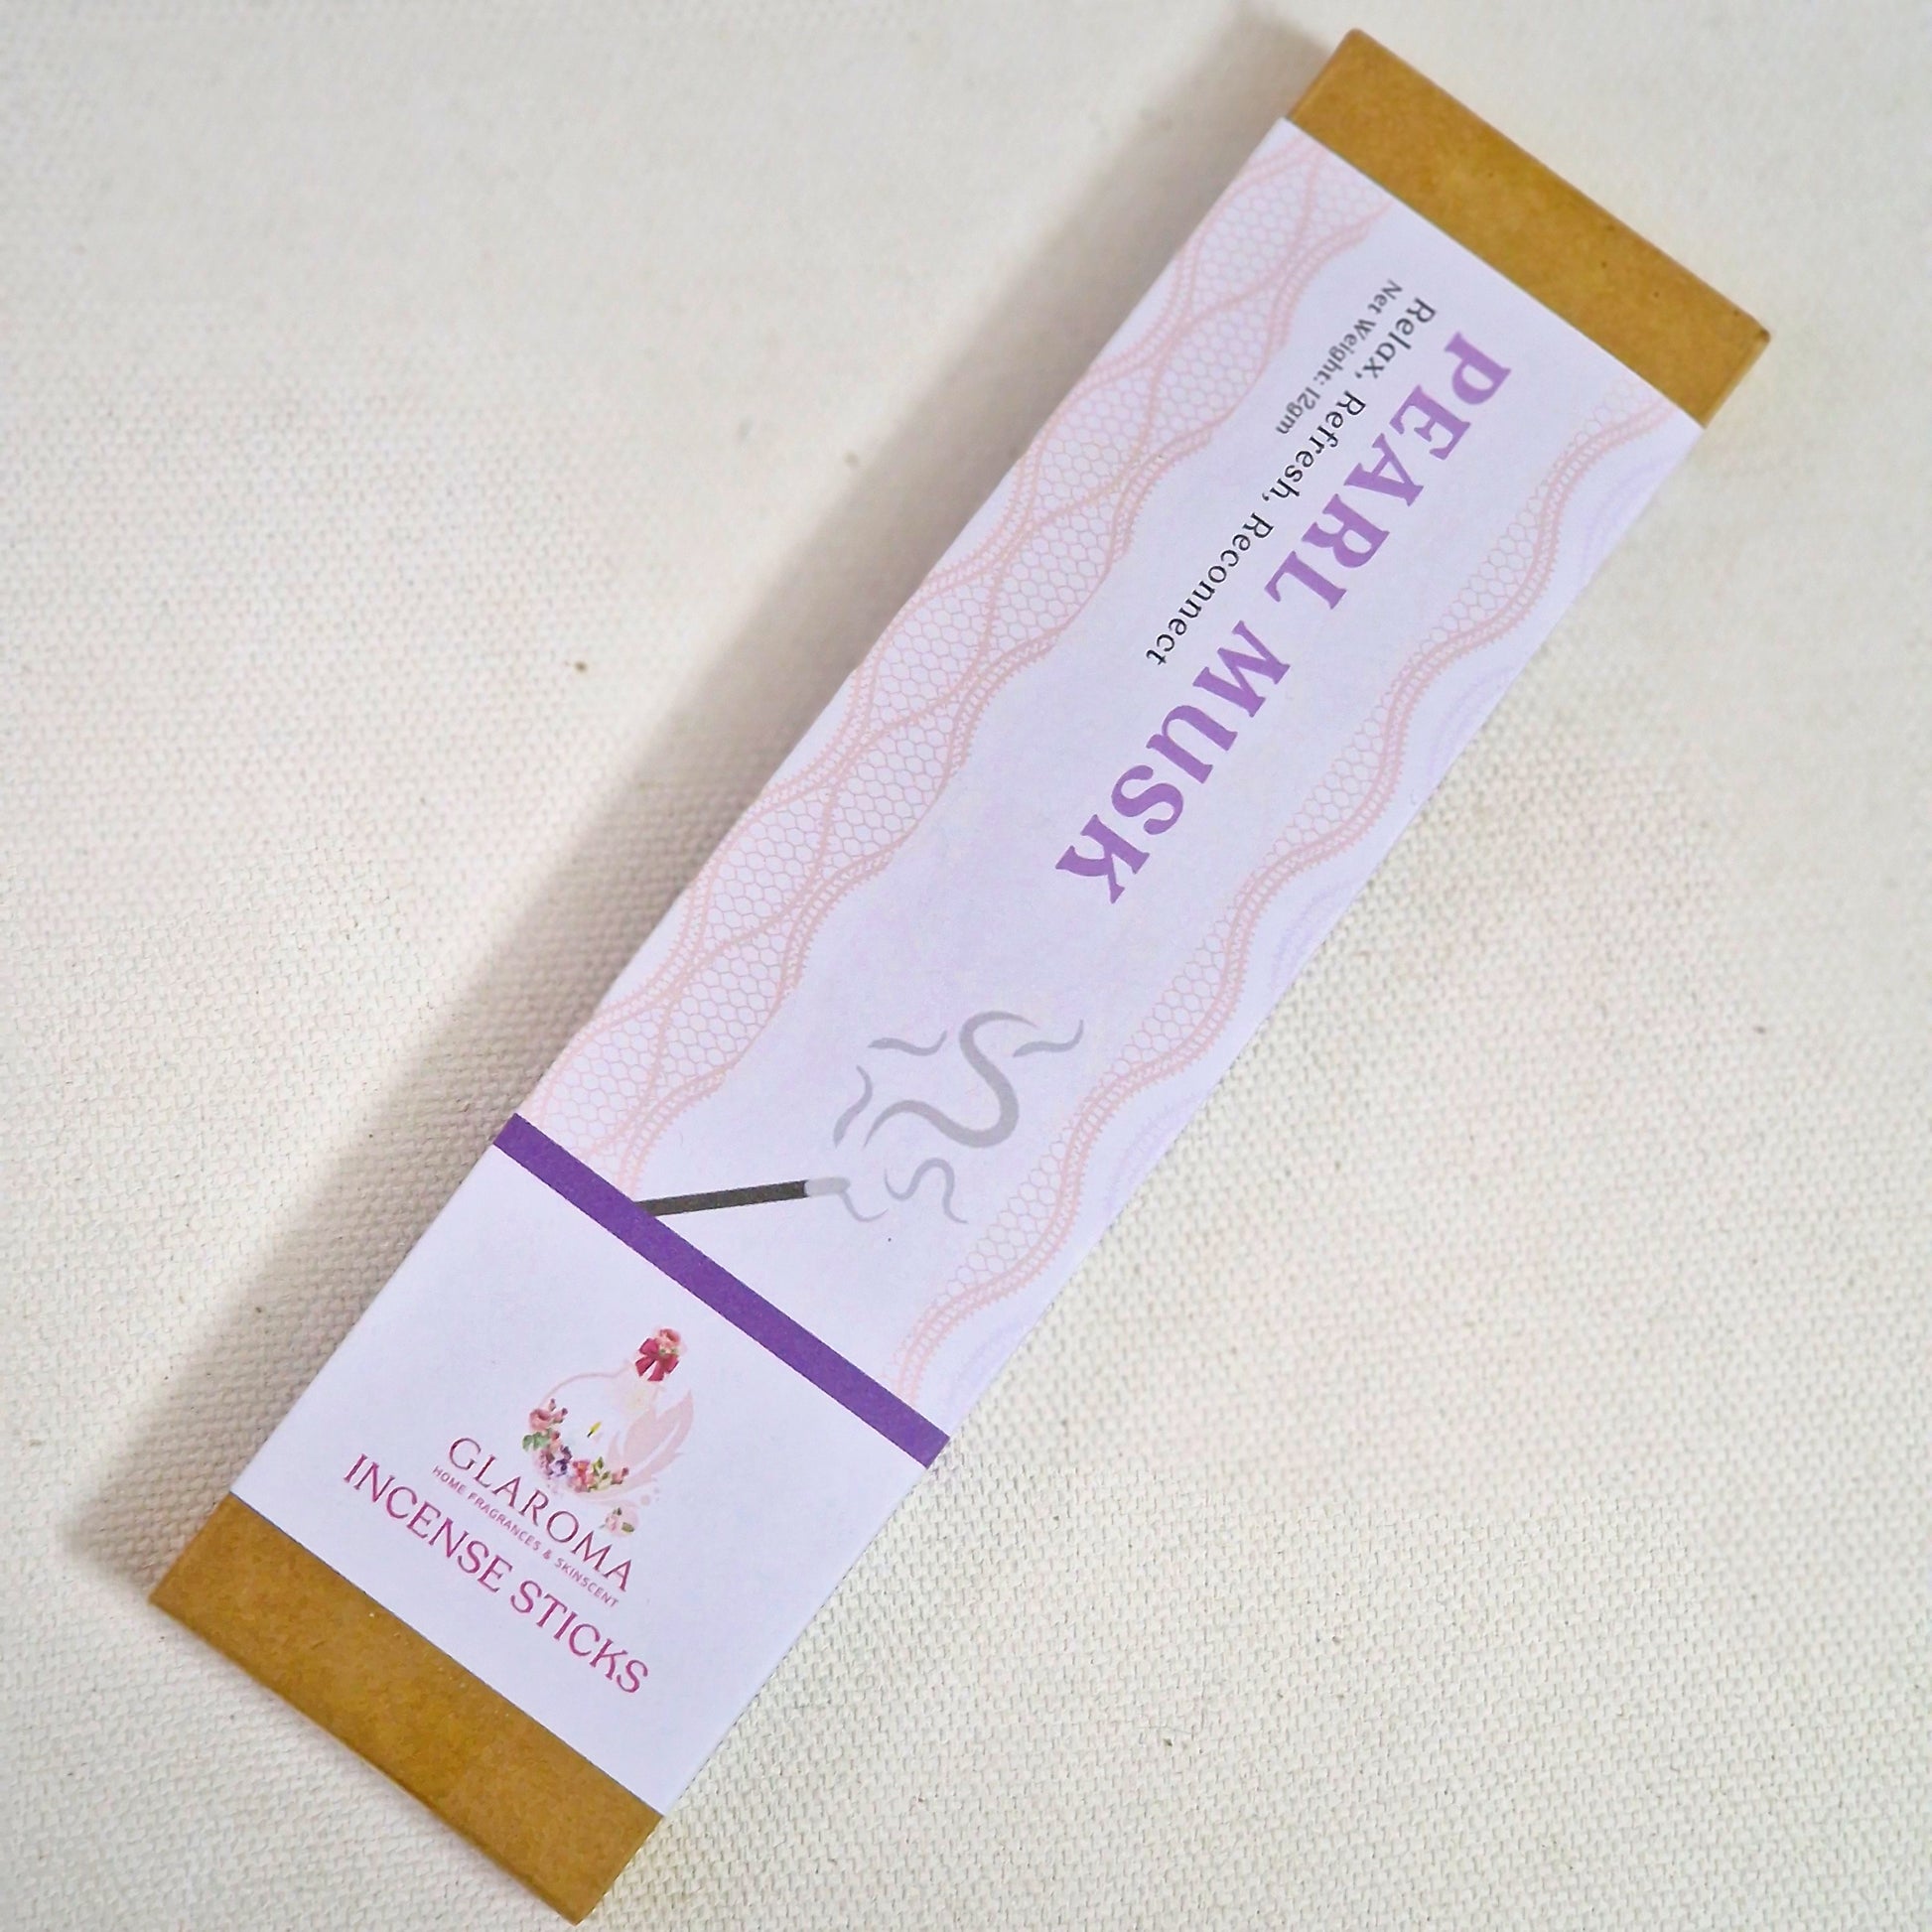 PEARL MUSK
Relax, Refresh, Reconnect
Net Weight: 12gm
GLAROMA
HOME FRAGRANCES & SKINSCENT
INCENSE STICKS